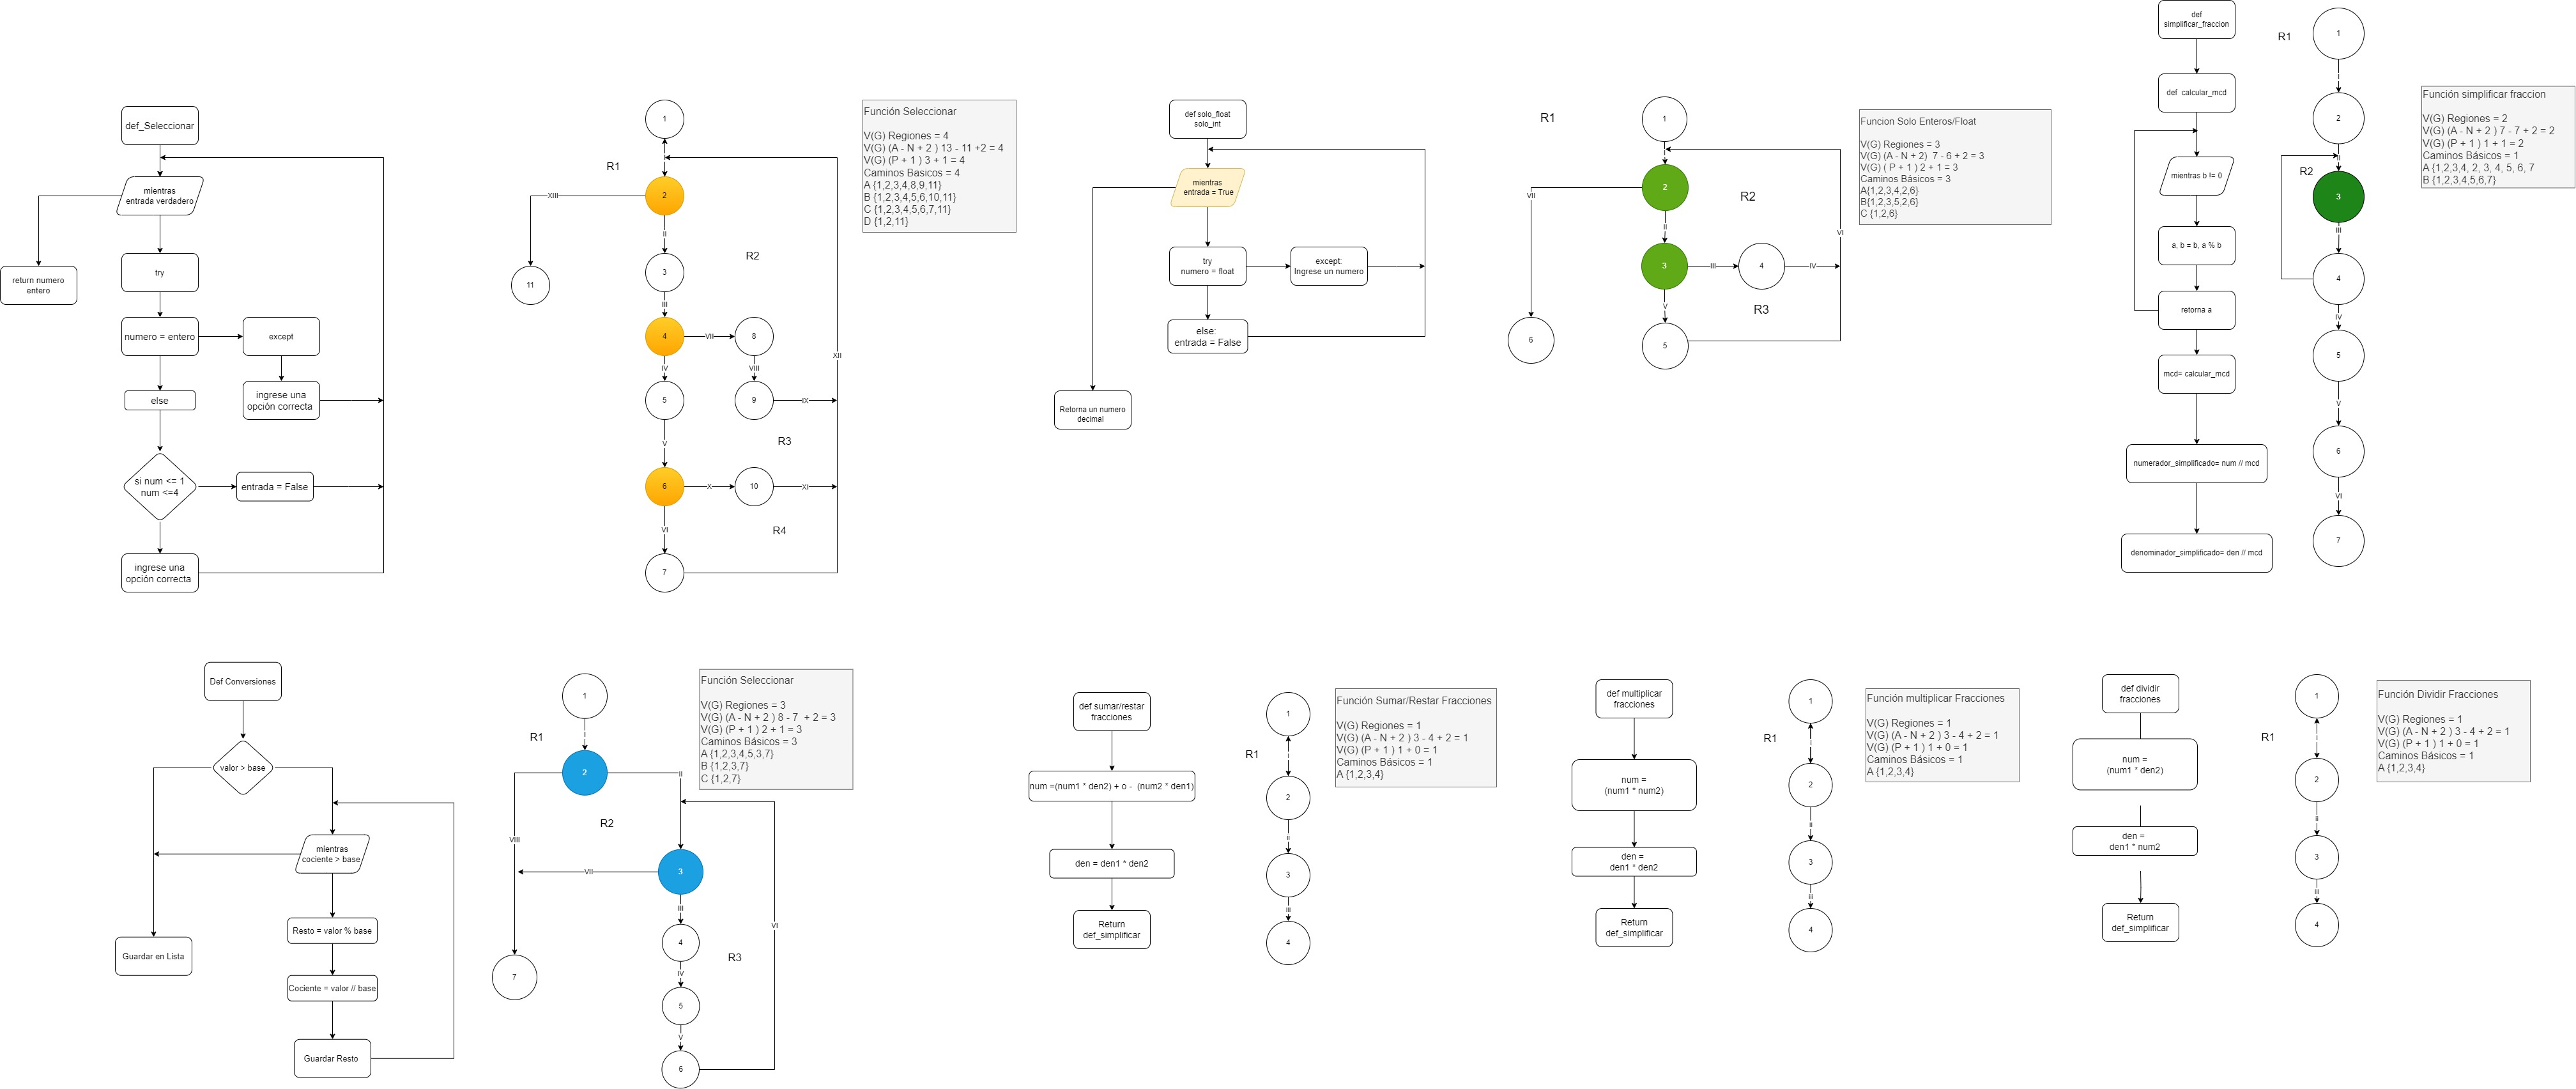 def_Seleccionar
mientras
entrada verdadero
return numero
entero
try
numero = entero
except
ingrese una
opción correcta
else
si num <= 1
num <=4
entrada = False
ingrese una
opción correcta
R1
R2
R3
R4
1
2
3
4
5
6
7
8
9
10
11
II
III
IV
V
VI
VII
VIII
IX
X
XI
XII
XIII
Función Seleccionar
V(G) Regiones = 4
V(G) (A - N + 2 ) 13 - 11 +2 = 4
V(G) (P + 1 ) 3 + 1 = 4
Caminos Basicos = 4
A {1,2,3,4,8,9,11}
B {1,2,3,4,5,6,10,11}
C {1,2,3,4,5,6,7,11}
D {1,2,11}
def solo_float
solo_int
mientras
entrada = True
try
numero = float
except:
Ingrese un numero
else:
entrada = False
Retorna un numero
decimal
R1
R2
R3
1
2
3
4
5
6
II
III
IV
V
VI
VII
Funcion Solo Enteros/Float
V(G) Regiones = 3
V(G) (A - N + 2)  7 - 6 + 2 = 3
V(G) ( P + 1 ) 2 + 1 = 3
Caminos Básicos = 3
A{1,2,3,4,2,6}
B{1,2,3,5,2,6}
C {1,2,6}
def
simplificar_fraccion
def  calcular_mcd
mientras b != 0
a, b = b, a % b
retorna a
mcd= calcular_mcd
numerador_simplificado= num // mcd
denominador_simplificado= den // mcd
R1
R2
1
2
3
4
5
6
7
II
III
IV
V
VI
Función simplificar fraccion
V(G) Regiones = 2
V(G) (A - N + 2 ) 7 - 7 + 2 = 2
V(G) (P + 1 ) 1 + 1 = 2
Caminos Básicos = 1
A {1,2,3,4, 2, 3, 4, 5, 6, 7
B {1,2,3,4,5,6,7}
Def Conversiones
valor > base
mientras
cociente > base
Resto = valor % base
Guardar en Lista
Cociente = valor // base
Guardar Resto
R1
R2
R3
1
2
3
4
5
6
7
II
III
IV
V
VI
VII
VIII
Función Seleccionar
V(G) Regiones = 3
V(G) (A - N + 2 ) 8 - 7  + 2 = 3
V(G) (P + 1 ) 2 + 1 = 3
Caminos Básicos = 3
A {1,2,3,4,5,3,7}
B {1,2,3,7}
C {1,2,7}
def sumar/restar
fracciones
num =(num1 * den2) + o -  (num2 * den1)
den = den1 * den2
Return
def_simplificar
R1
1
2
3
4
ii
iii
Función Sumar/Restar Fracciones
V(G) Regiones = 1
V(G) (A - N + 2 ) 3 - 4 + 2 = 1
V(G) (P + 1 ) 1 + 0 = 1
Caminos Básicos = 1
A {1,2,3,4}
def multiplicar
fracciones
num =
(num1 * num2)
den =
den1 * den2
Return
def_simplificar
R1
1
2
3
4
ii
iii
Función multiplicar Fracciones
V(G) Regiones = 1
V(G) (A - N + 2 ) 3 - 4 + 2 = 1
V(G) (P + 1 ) 1 + 0 = 1
Caminos Básicos = 1
A {1,2,3,4}
def dividir
fracciones
num =
(num1 * den2)
den =
den1 * num2
Return
def_simplificar
R1
1
2
3
4
ii
iii
Función Dividir Fracciones
V(G) Regiones = 1
V(G) (A - N + 2 ) 3 - 4 + 2 = 1
V(G) (P + 1 ) 1 + 0 = 1
Caminos Básicos = 1
A {1,2,3,4}